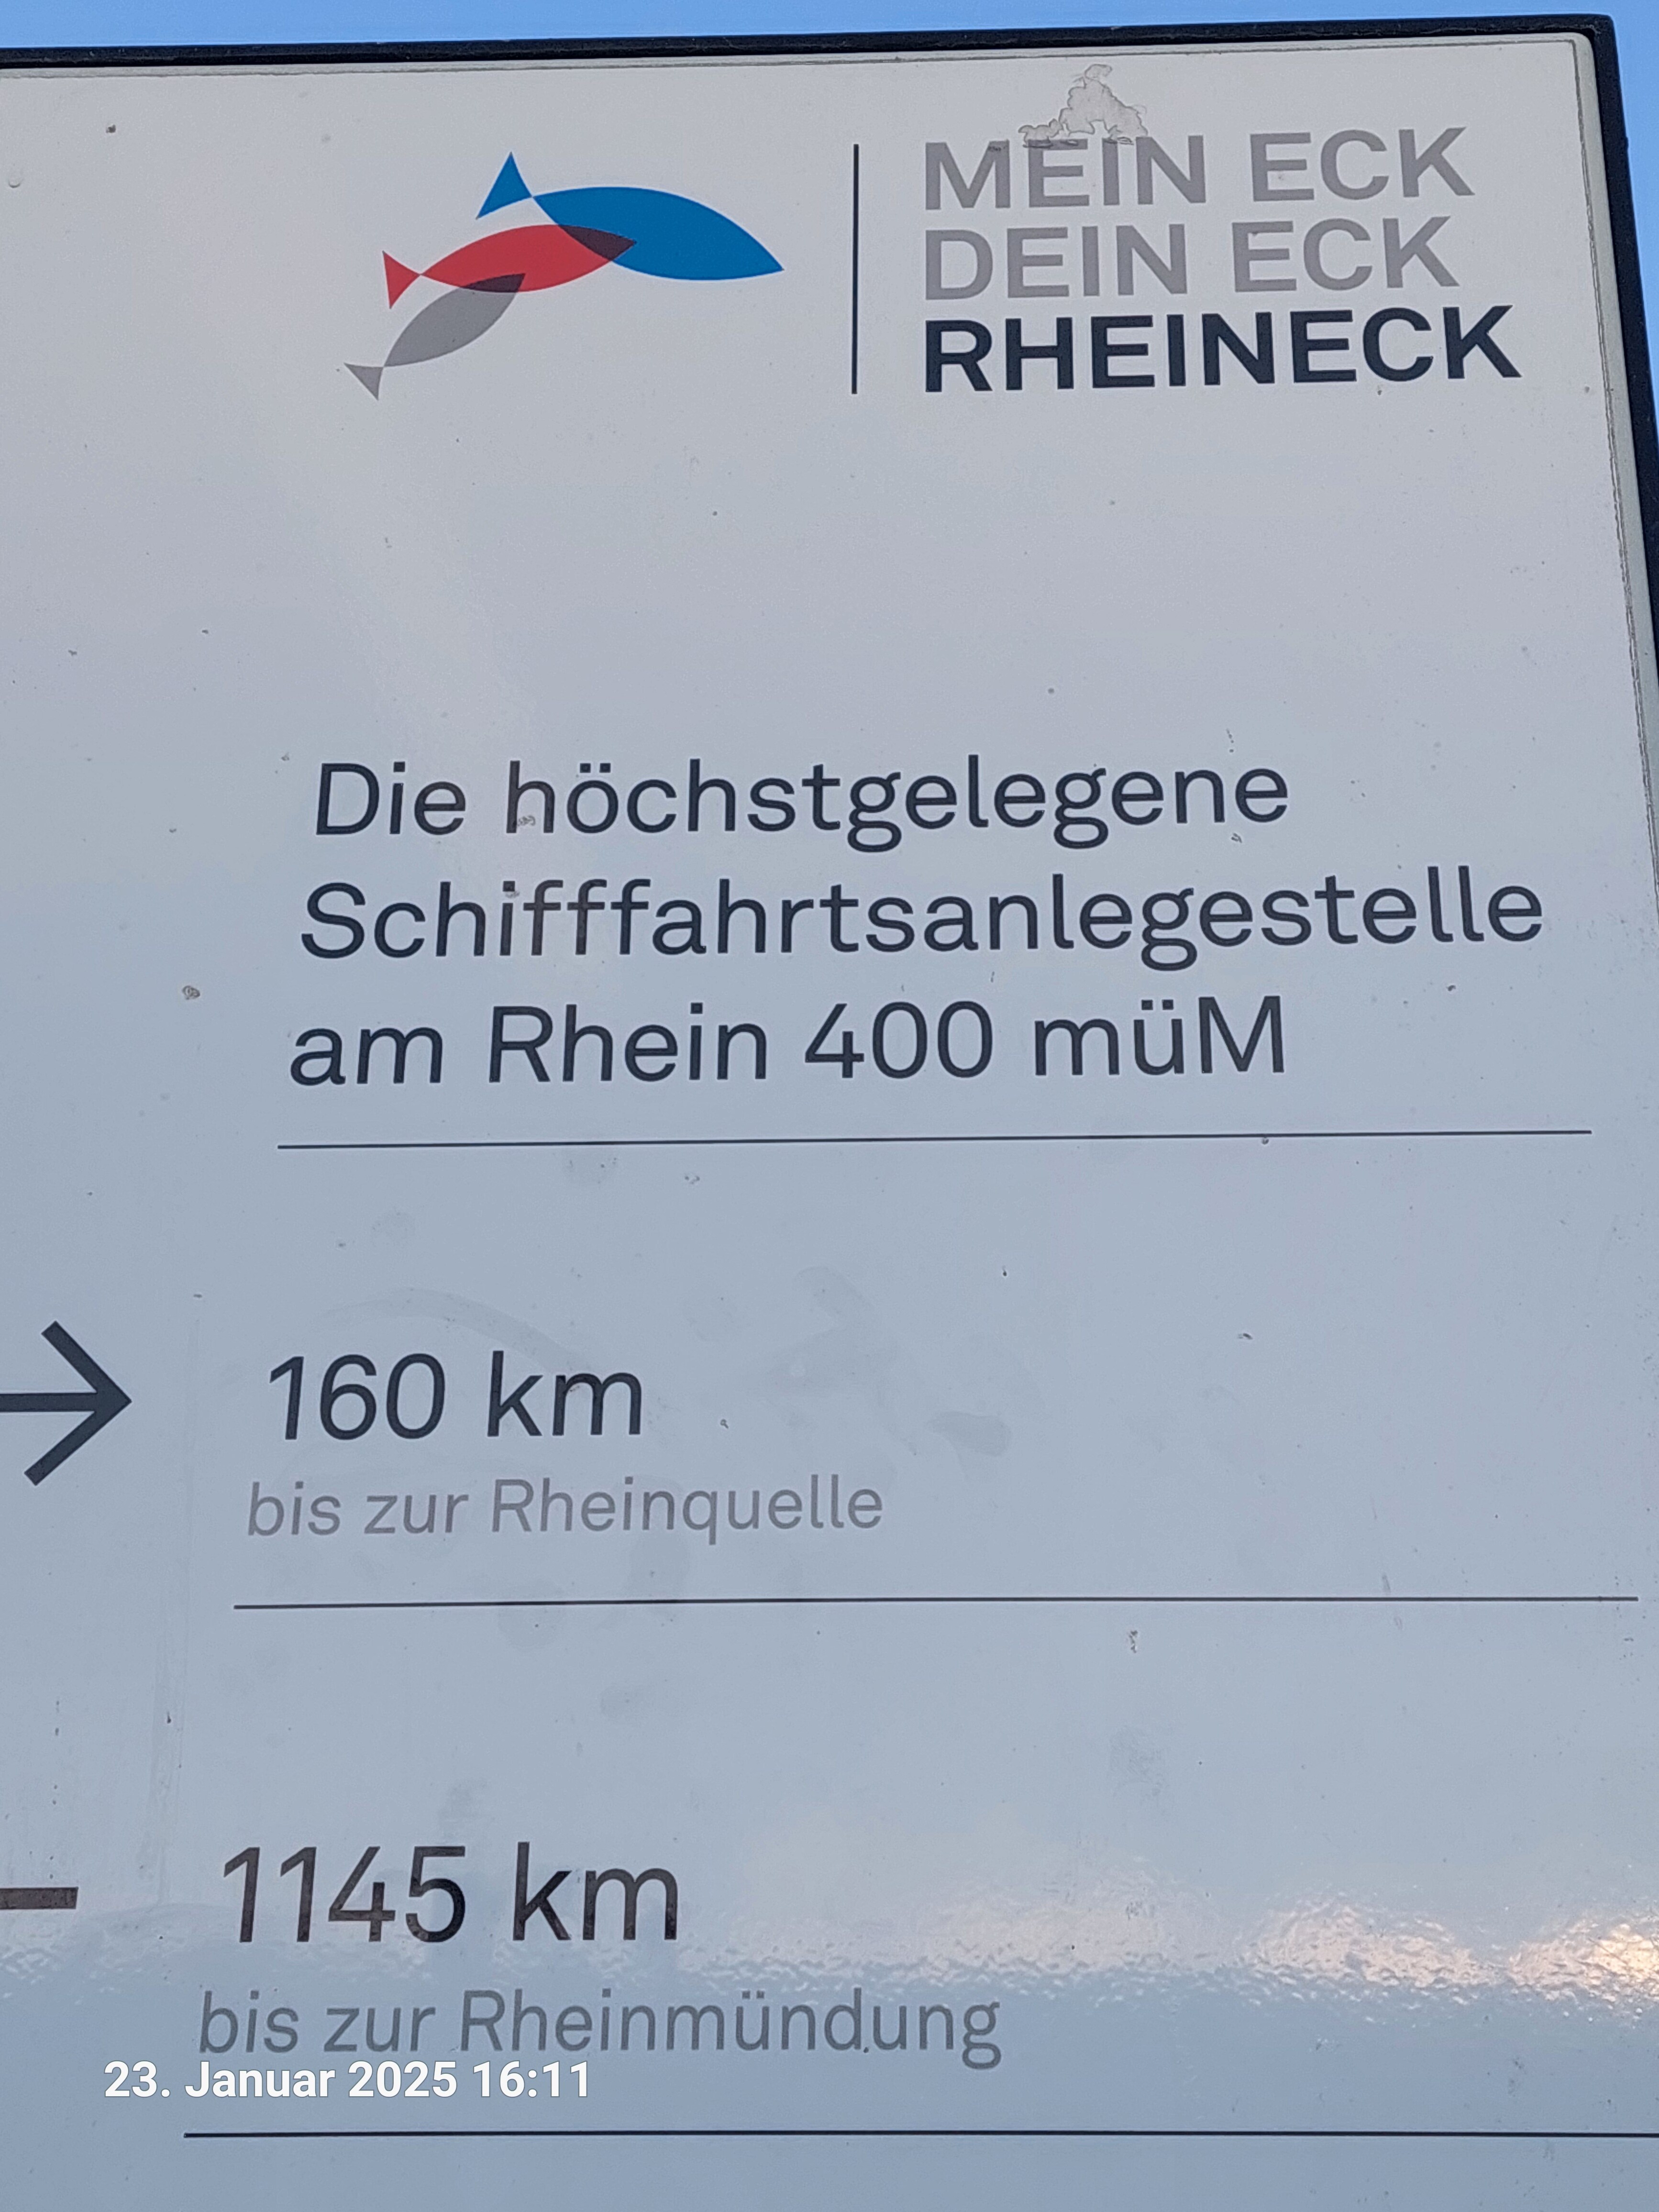 MEIN ECK
DEIN ECK
RHEINECK
Die höchstgelegene
Schifffahrtsanlegestelle
am Rhein 400 müM
160 km
bis zur Rheinquelle
1145 km
bis zur Rheinmündung
23. Januar 2025 16:11